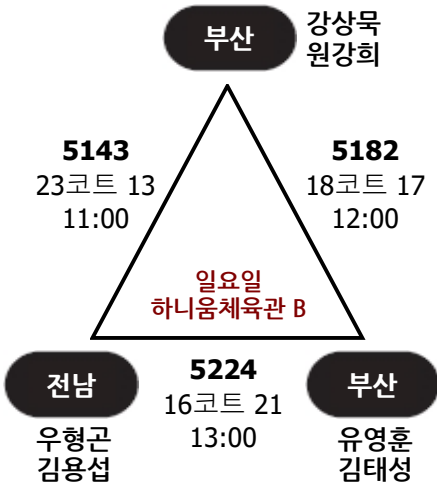 부산
강상묵
원강희
5143
23코트 13
11:00
5182
18코트 17
12:00
일요일
하니움체육관 B
전남
우형곤
김용섭
5224
16코트 21
13:00
부산
유영훈
김태성